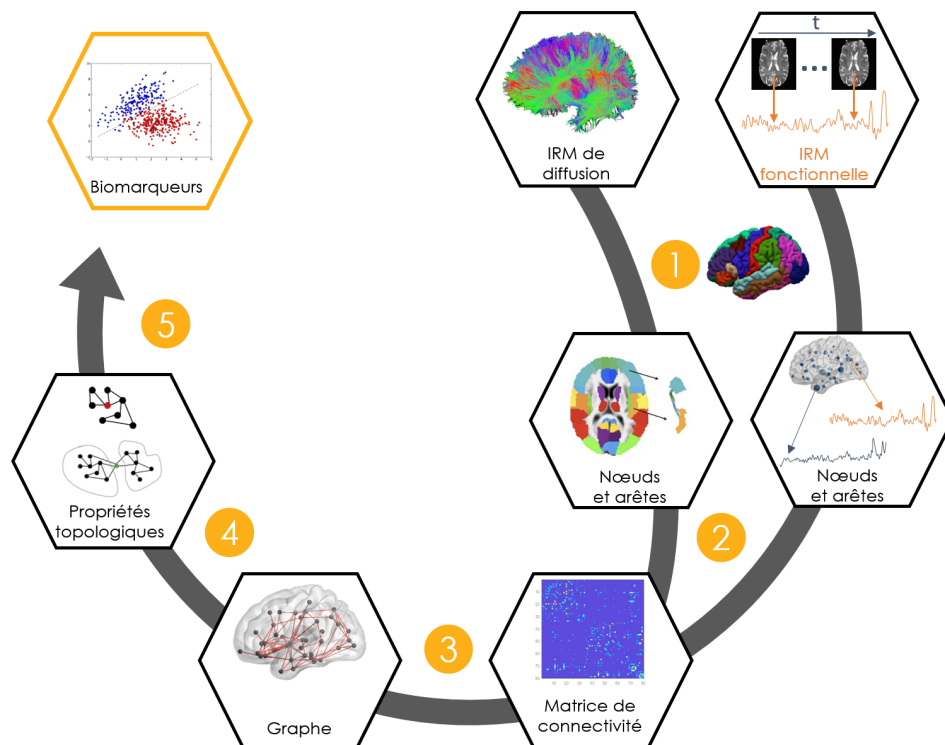 t
IRM
fonctionnelle
IRM de
diffusion
Biomarqueurs
1
5
Nœuds
et arêtes
Nœuds
et arêtes
Propriétés
topologiques
2
4
3
Graphe
Matrice de
connectivité